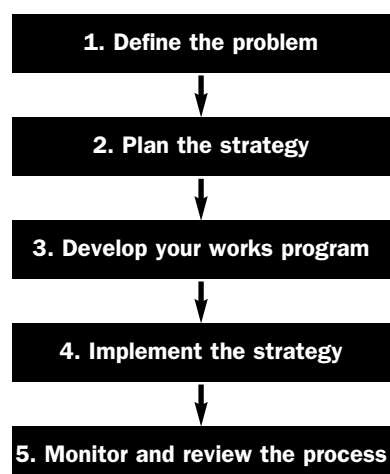 1. Define the problem
2. Plan the strategy
3. Develop your works program
4. Implement the strategy
5. Monitor and review the process